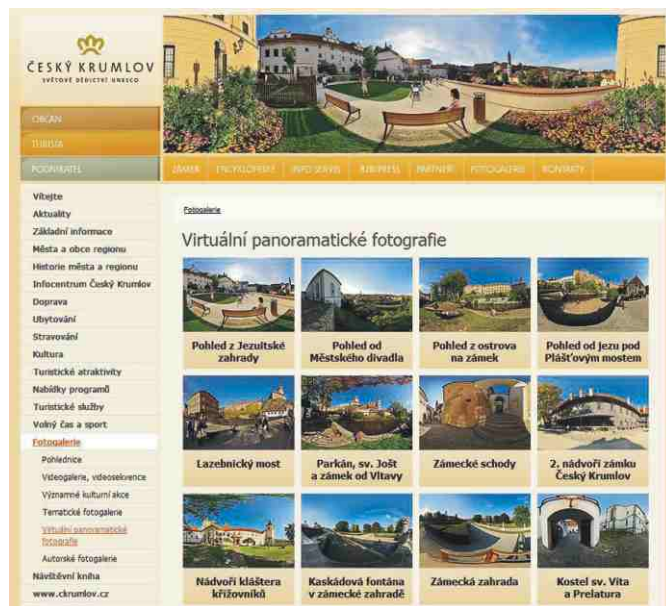 ČESKÝ KRUMLOV
SVĚTOVÉ DĚDICTVÍ UNESCO
OBČAN
TURISTA
PODNIKATEL
ZÁMEK ENCYKLOPEDIE INFO SERVIS PARTNEŘI FOTOGALERIE KONTAKTY
Vítejte
Aktuality
Základní informace
Města a obce regionu
Historie města a regionu
Infocentrum Český Krumlov
Doprava
Ubytování
Stravování
Kultura
Turistické atraktivity
Nabídky programů
Turistické služby
Volný čas a sport
Fotogalerie
Pohlednice
Videogalerie, videosekvence
Významné kulturní akce
Tematické fotogalerie
Virtuální panoramatické
fotografie
Autorské fotogalerie
Návštěvní kniha
www.ckrumlov.cz
Fotogalerie
Virtuální panoramatické fotografie
Pohled z Jezuitské
zahrady
Pohled od
Městského divadla
Pohled z ostrova
na zámek
Pohled od jezu pod
Plášťovým mostem
Lazebnický most
Parkán, sv. Jošt
a zámek od Vltavy
Zámecké schody
2. nádvoří zámku
Český Krumlov
Nádvoří kláštera
křižovníků
Kaskádová fontána
v zámecké zahradě
Zámecká zahrada
Kostel sv. Víta
a Prelatura